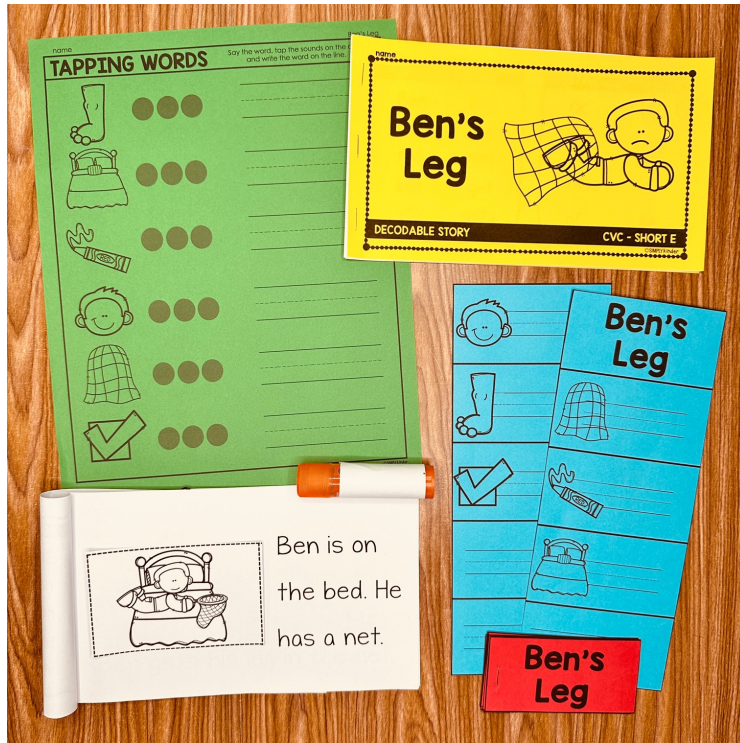 name
Ben's Leg
TAPPING WORDS
Say the word, tap the sounds on the
and write the word on the line.
name
Ben's
Leg
DECODABLE STORY
CVC - SHORT E
©SIMPLYkinder
Ben's
Leg
Ben is on
the bed. He
has a net.
Ben's
Leg